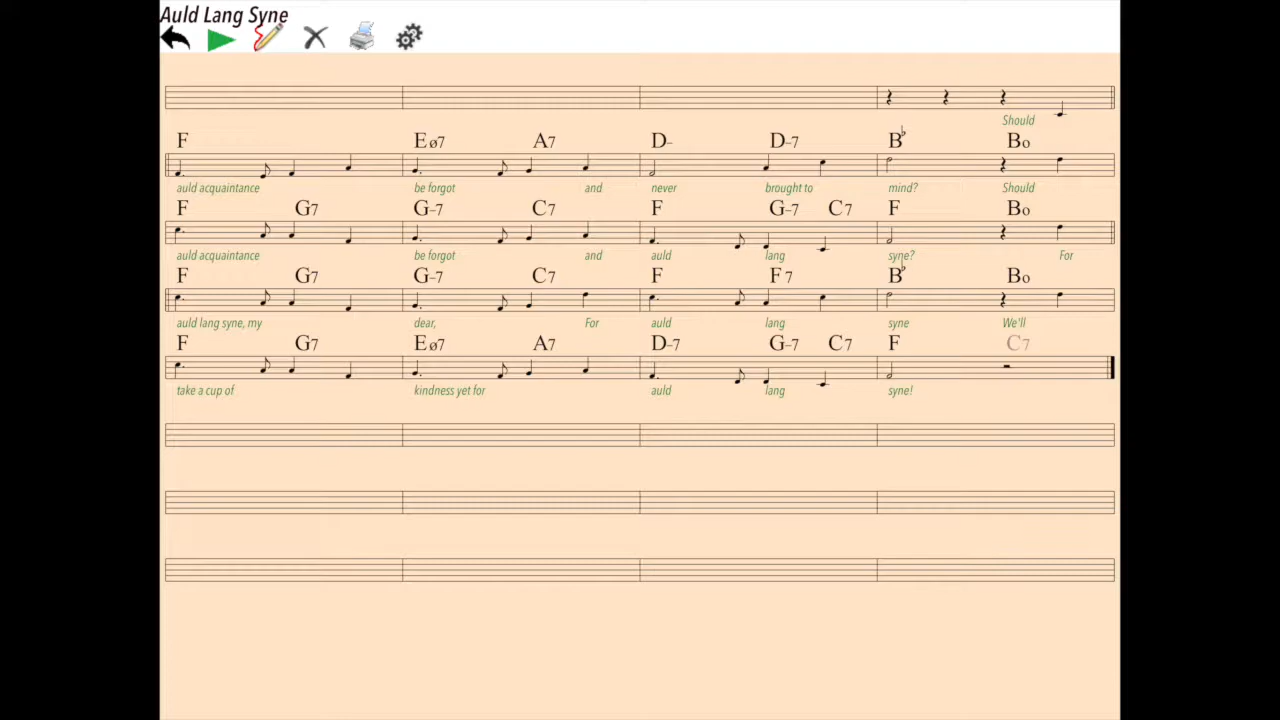 Auld Lang Syne
Should
F Eø7 A7 D– D–7 B♭ Bo
auld acquaintance be forgot and never brought to mind? Should
F G7 G–7 C7 F G–7 C7 F Bo
auld acquaintance be forgot and auld lang syne? For
F G7 G–7 C7 F F7 B♭ Bo
auld lang syne, my dear, For auld lang syne We'll
F G7 Eø7 A7 D–7 G–7 C7 F C7
take a cup of kindness yet for auld lang syne!